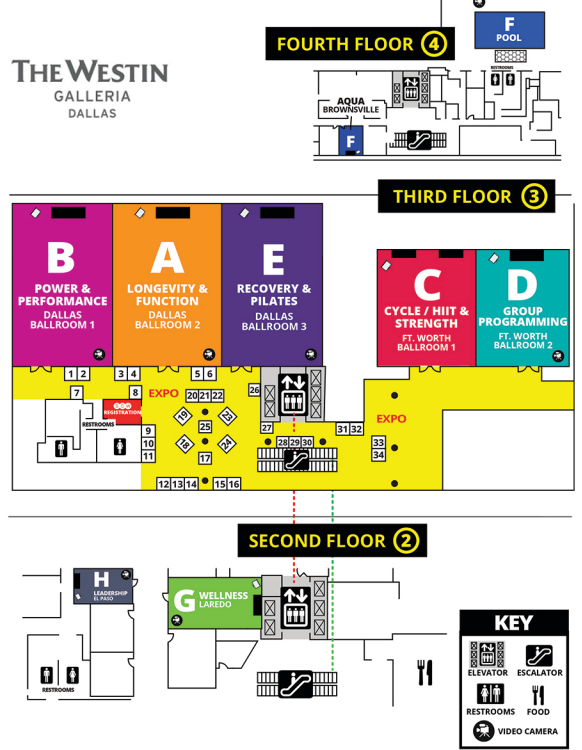 THE WESTIN
GALLERIA
DALLAS
FOURTH FLOOR 4
F
POOL
RESTROOMS
AQUA
BROWNSVILLE
F
THIRD FLOOR 3
B
POWER &
PERFORMANCE
DALLAS
BALLROOM 1
A
LONGEVITY &
FUNCTION
DALLAS
BALLROOM 2
E
RECOVERY &
PILATES
DALLAS
BALLROOM 3
C
CYCLE / HIIT &
STRENGTH
FT. WORTH
BALLROOM 1
D
GROUP
PROGRAMMING
FT. WORTH
BALLROOM 2
1 2
3 4
5 6
7
8
EXPO
20 21 22
26
REGISTRATION
RESTROOMS
19
23
EXPO
9
25
27
31 32
10
18
24
28 29 30
33
11
17
34
12 13 14
15 16
SECOND FLOOR 2
H
LEADERSHIP
EL PASO
G WELLNESS
LAREDO
RESTROOMS
KEY
ELEVATOR
ESCALATOR
RESTROOMS
FOOD
VIDEO CAMERA